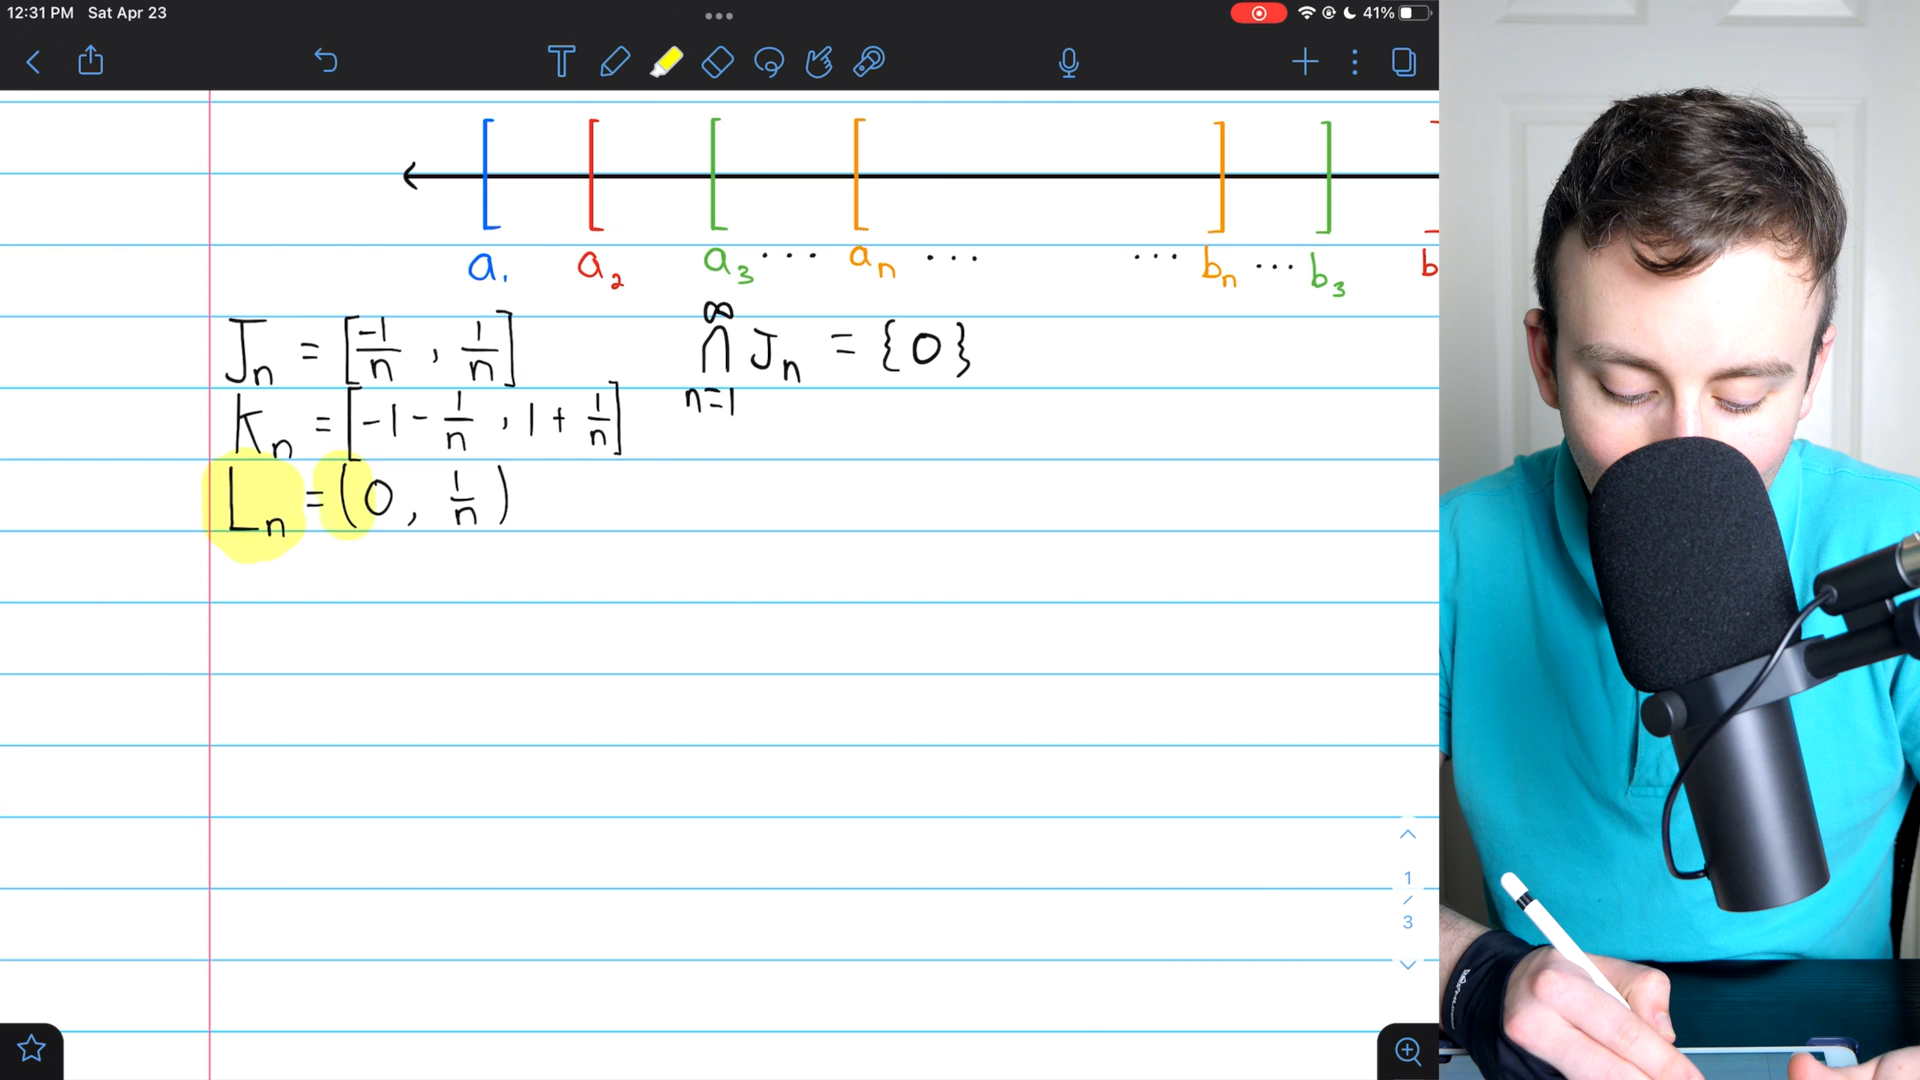 12:31 PM Sat Apr 23
41%
a₁ a₂ a₃ ... aₙ ... ... bₙ ... b₃ b
Jₙ = [-1/n, 1/n]
∞
∩ Jₙ = {0}
n=1
Kₙ = [-1 - 1/n, 1 + 1/n]
Lₙ = (0, 1/n)
1
/
3